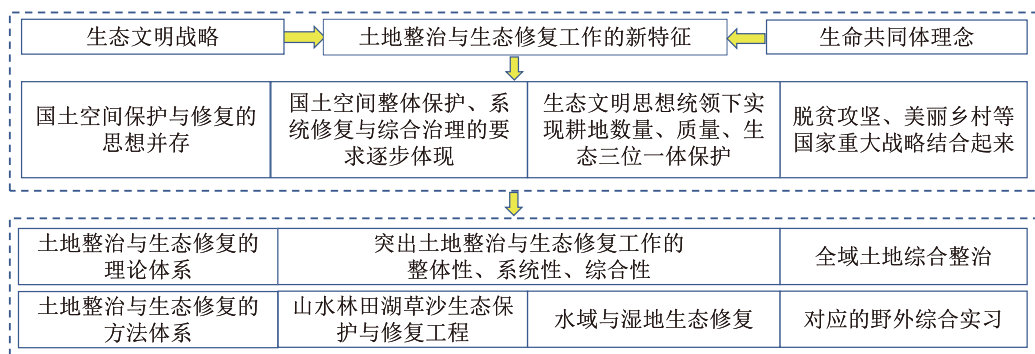 生态文明战略
土地整治与生态修复工作的新特征
生命共同体理念
国土空间保护与修复的
思想并存
国土空间整体保护、系
统修复与综合治理的要
求逐步体现
生态文明思想统领下实
现耕地数量、质量、生
态三位一体保护
脱贫攻坚、美丽乡村等
国家重大战略结合起来
土地整治与生态修复的
理论体系
突出土地整治与生态修复工作的
整体性、系统性、综合性
全域土地综合整治
土地整治与生态修复的
方法体系
山水林田湖草沙生态保
护与修复工程
水域与湿地生态修复
对应的野外综合实习